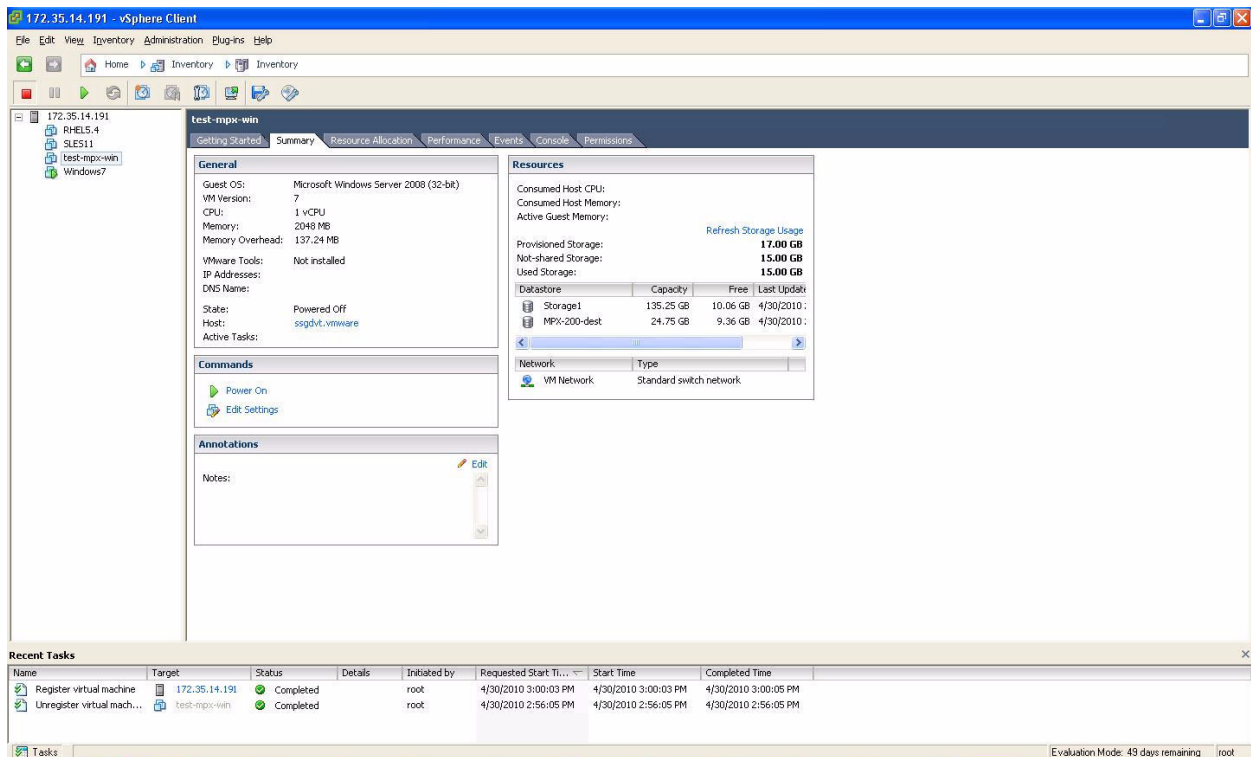 172.35.14.191 - vSphere Client
File Edit View Inventory Administration Plug-ins Help
Home Inventory Inventory
172.35.14.191
RHEL5.4
SLES11
test-mpx-win
Windows7
test-mpx-win
Getting Started Summary Resource Allocation Performance Events Console Permissions
General
Guest OS: Microsoft Windows Server 2008 (32-bit)
VM Version: 7
CPU: 1 vCPU
Memory: 2048 MB
Memory Overhead: 137.24 MB
VMware Tools: Not installed
IP Addresses:
DNS Name:
State: Powered Off
Host: ssgdvt.vmware
Active Tasks:
Commands
Power On
Edit Settings
Annotations
Edit
Notes:
Resources
Consumed Host CPU:
Consumed Host Memory:
Active Guest Memory:
Refresh Storage Usage
Provisioned Storage: 17.00 GB
Not-shared Storage: 15.00 GB
Used Storage: 15.00 GB
Datastore Capacity Free Last Update
Storage1 135.25 GB 10.06 GB 4/30/2010
MPX-200-dest 24.75 GB 9.36 GB 4/30/2010
Network Type
VM Network Standard switch network
Recent Tasks
Name Target Status Details Initiated by Requested Start Ti... Start Time Completed Time
Register virtual machine 172.35.14.191 Completed root 4/30/2010 3:00:03 PM 4/30/2010 3:00:03 PM 4/30/2010 3:00:05 PM
Unregister virtual mach... test-mpx-win Completed root 4/30/2010 2:56:05 PM 4/30/2010 2:56:05 PM 4/30/2010 2:56:05 PM
Tasks Evaluation Mode: 49 days remaining root